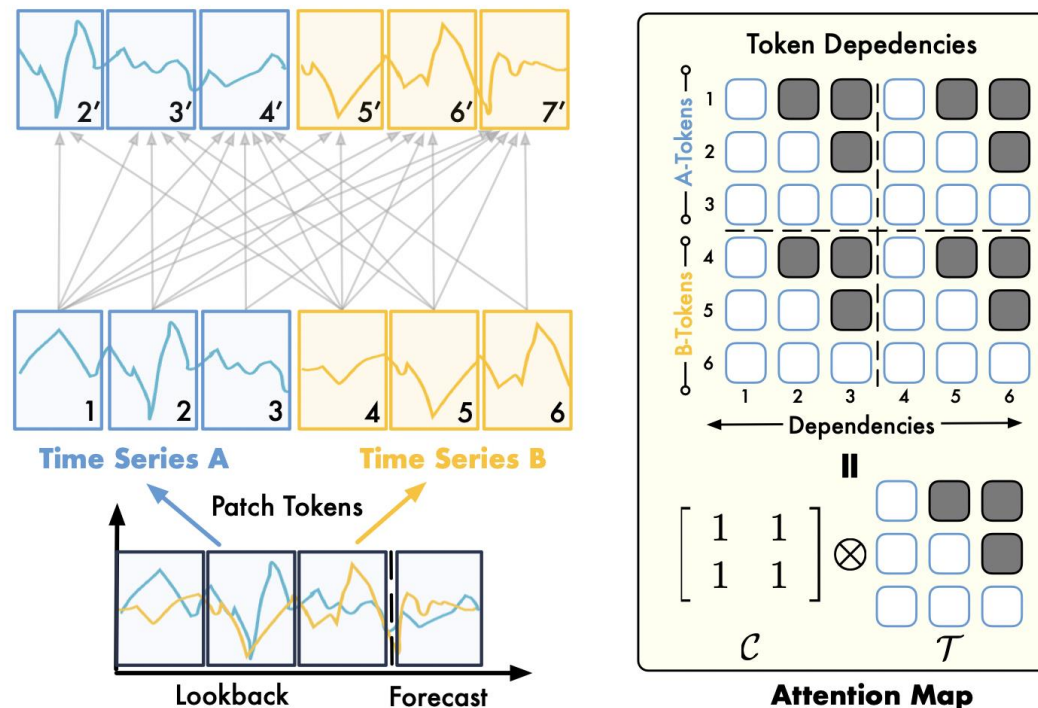 2′ 3′ 4′ 5′ 6′ 7′
1 2 3 4 5 6
Time Series A Time Series B
Patch Tokens
Lookback Forecast
Token Depedencies
A-Tokens
B-Tokens
1
2
3
4
5
6
1 2 3 4 5 6
Dependencies
=
[ 1 1
1 1 ] ⊗
𝒞 𝒯
Attention Map